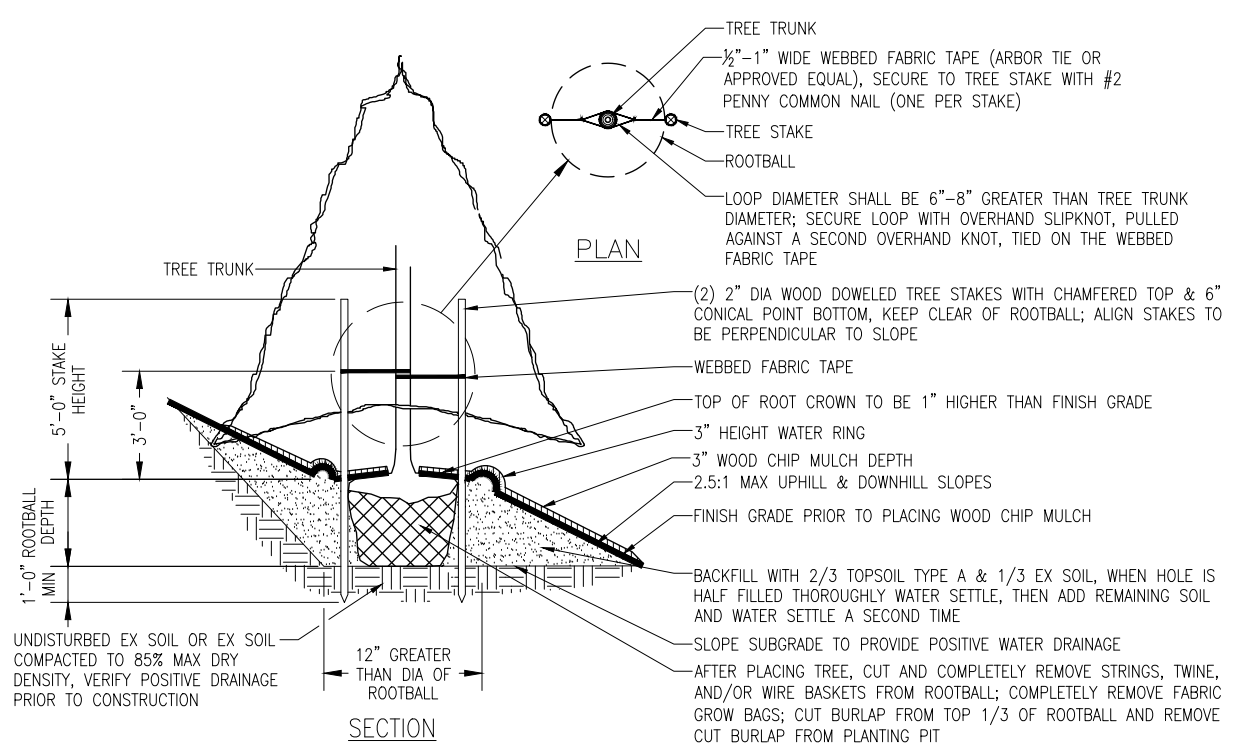 TREE TRUNK
½"-1" WIDE WEBBED FABRIC TAPE (ARBOR TIE OR
APPROVED EQUAL), SECURE TO TREE STAKE WITH #2
PENNY COMMON NAIL (ONE PER STAKE)
TREE STAKE
ROOTBALL
LOOP DIAMETER SHALL BE 6"-8" GREATER THAN TREE TRUNK
DIAMETER; SECURE LOOP WITH OVERHAND SLIPKNOT, PULLED
AGAINST A SECOND OVERHAND KNOT, TIED ON THE WEBBED
FABRIC TAPE
PLAN
TREE TRUNK
(2) 2" DIA WOOD DOWELED TREE STAKES WITH CHAMFERED TOP & 6"
CONICAL POINT BOTTOM, KEEP CLEAR OF ROOTBALL; ALIGN STAKES TO
BE PERPENDICULAR TO SLOPE
WEBBED FABRIC TAPE
TOP OF ROOT CROWN TO BE 1" HIGHER THAN FINISH GRADE
3" HEIGHT WATER RING
3" WOOD CHIP MULCH DEPTH
2.5:1 MAX UPHILL & DOWNHILL SLOPES
FINISH GRADE PRIOR TO PLACING WOOD CHIP MULCH
BACKFILL WITH 2/3 TOPSOIL TYPE A & 1/3 EX SOIL, WHEN HOLE IS
HALF FILLED THOROUGHLY WATER SETTLE, THEN ADD REMAINING SOIL
AND WATER SETTLE A SECOND TIME
SLOPE SUBGRADE TO PROVIDE POSITIVE WATER DRAINAGE
AFTER PLACING TREE, CUT AND COMPLETELY REMOVE STRINGS, TWINE,
AND/OR WIRE BASKETS FROM ROOTBALL; COMPLETELY REMOVE FABRIC
GROW BAGS; CUT BURLAP FROM TOP 1/3 OF ROOTBALL AND REMOVE
CUT BURLAP FROM PLANTING PIT
5'-0" STAKE
HEIGHT
3'-0"
ROOTBALL
DEPTH
1'-0"
MIN
UNDISTURBED EX SOIL OR EX SOIL
COMPACTED TO 85% MAX DRY
DENSITY, VERIFY POSITIVE DRAINAGE
PRIOR TO CONSTRUCTION
12" GREATER
THAN DIA OF
ROOTBALL
SECTION